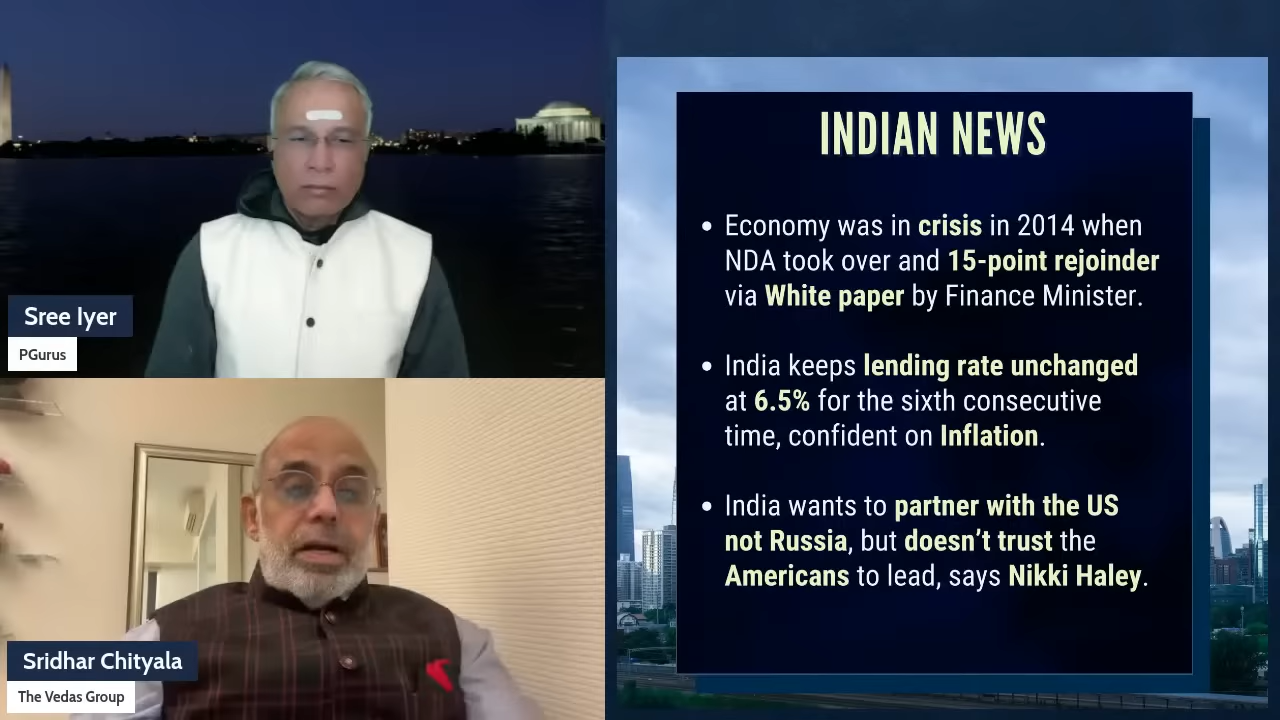 Sree Iyer
PGurus
Sridhar Chityala
The Vedas Group
INDIAN NEWS
• Economy was in crisis in 2014 when
NDA took over and 15-point rejoinder
via White paper by Finance Minister.
• India keeps lending rate unchanged
at 6.5% for the sixth consecutive
time, confident on Inflation.
• India wants to partner with the US
not Russia, but doesn’t trust the
Americans to lead, says Nikki Haley.